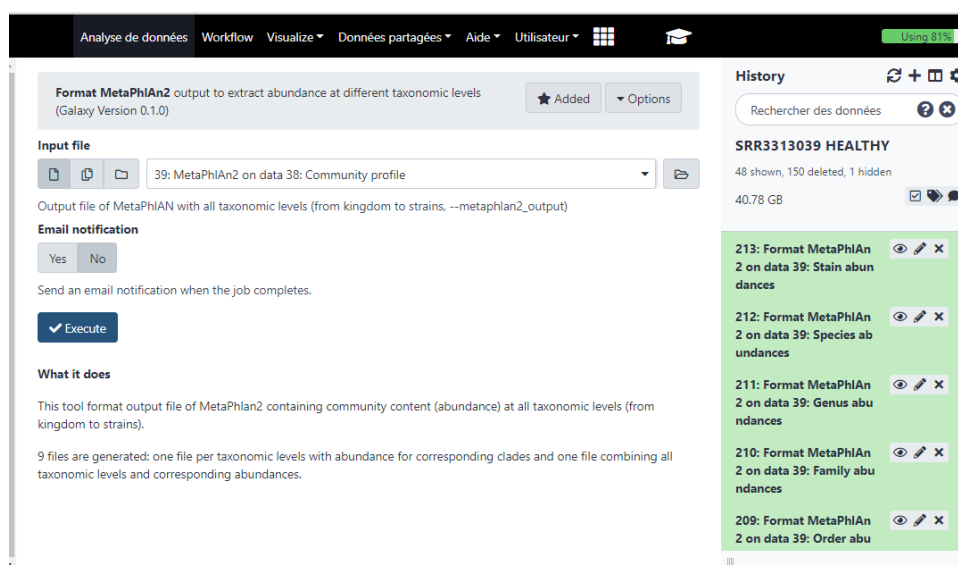 Analyse de données Workflow Visualize Données partagées Aide Utilisateur Using 81%
Format MetaPhlAn2 output to extract abundance at different taxonomic levels
(Galaxy Version 0.1.0)
Added Options
Input file
39: MetaPhlAn2 on data 38: Community profile
Output file of MetaPhlAN with all taxonomic levels (from kingdom to strains, --metaphlan2_output)
Email notification
Yes No
Send an email notification when the job completes.
Execute
What it does
This tool format output file of MetaPhlan2 containing community content (abundance) at all taxonomic levels (from
kingdom to strains).
9 files are generated: one file per taxonomic levels with abundance for corresponding clades and one file combining all
taxonomic levels and corresponding abundances.
History
Rechercher des données
SRR3313039 HEALTHY
48 shown, 150 deleted, 1 hidden
40.78 GB
213: Format MetaPhlAn
2 on data 39: Stain abun
dances
212: Format MetaPhlAn
2 on data 39: Species ab
undances
211: Format MetaPhlAn
2 on data 39: Genus abu
ndances
210: Format MetaPhlAn
2 on data 39: Family abu
ndances
209: Format MetaPhlAn
2 on data 39: Order abu